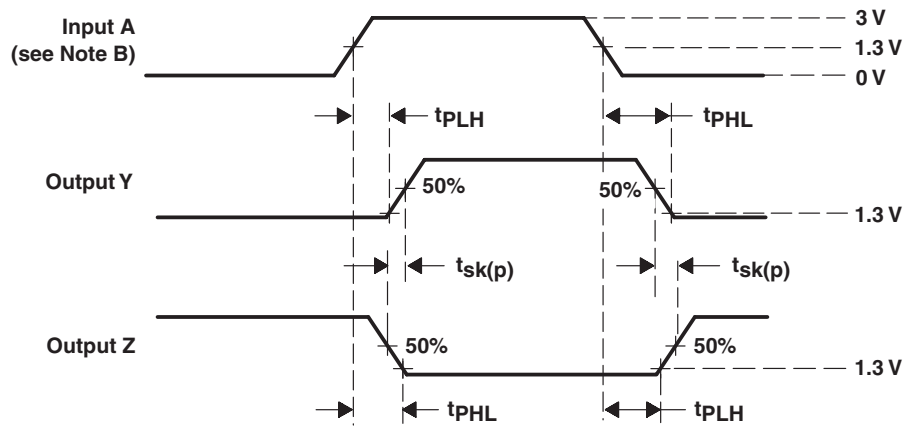 Input A
(see Note B)
3 V
1.3 V
0 V
tPLH
tPHL
Output Y
50%
50%
1.3 V
tsk(p)
tsk(p)
Output Z
50%
50%
1.3 V
tPHL
tPLH